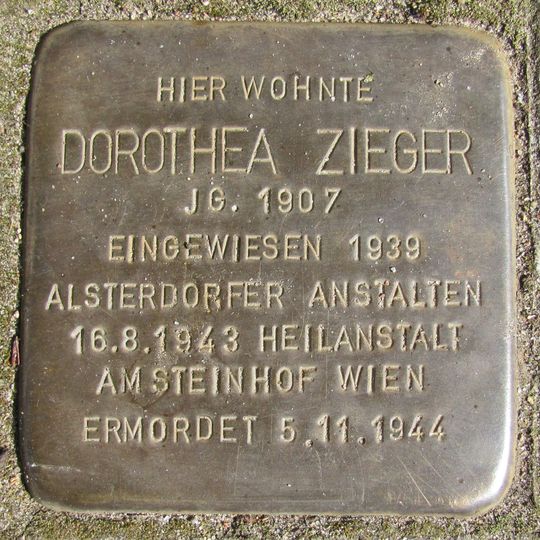 HIER WOHNTE
DOROTHEA ZIEGER
JG. 1907
EINGEWIESEN 1939
ALSTERDORFER ANSTALTEN
16.8.1943 HEILANSTALT
AM STEINHOF WIEN
ERMORDET 5.11.1944